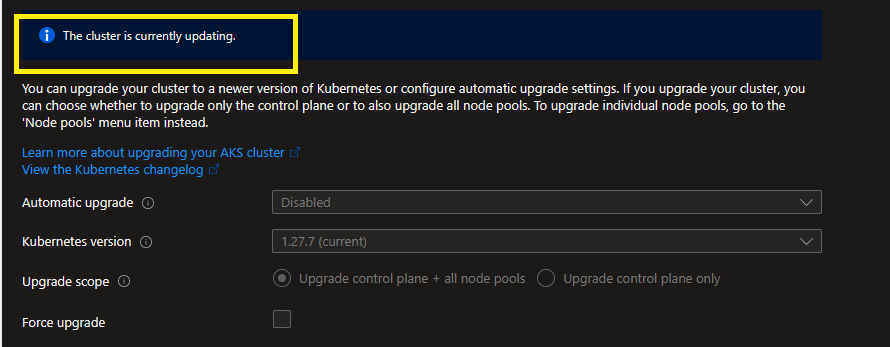 The cluster is currently updating.
You can upgrade your cluster to a newer version of Kubernetes or configure automatic upgrade settings. If you upgrade your cluster, you
can choose whether to upgrade only the control plane or to also upgrade all node pools. To upgrade individual node pools, go to the
'Node pools' menu item instead.
Learn more about upgrading your AKS cluster
View the Kubernetes changelog
Automatic upgrade Disabled
Kubernetes version 1.27.7 (current)
Upgrade scope Upgrade control plane + all node pools Upgrade control plane only
Force upgrade